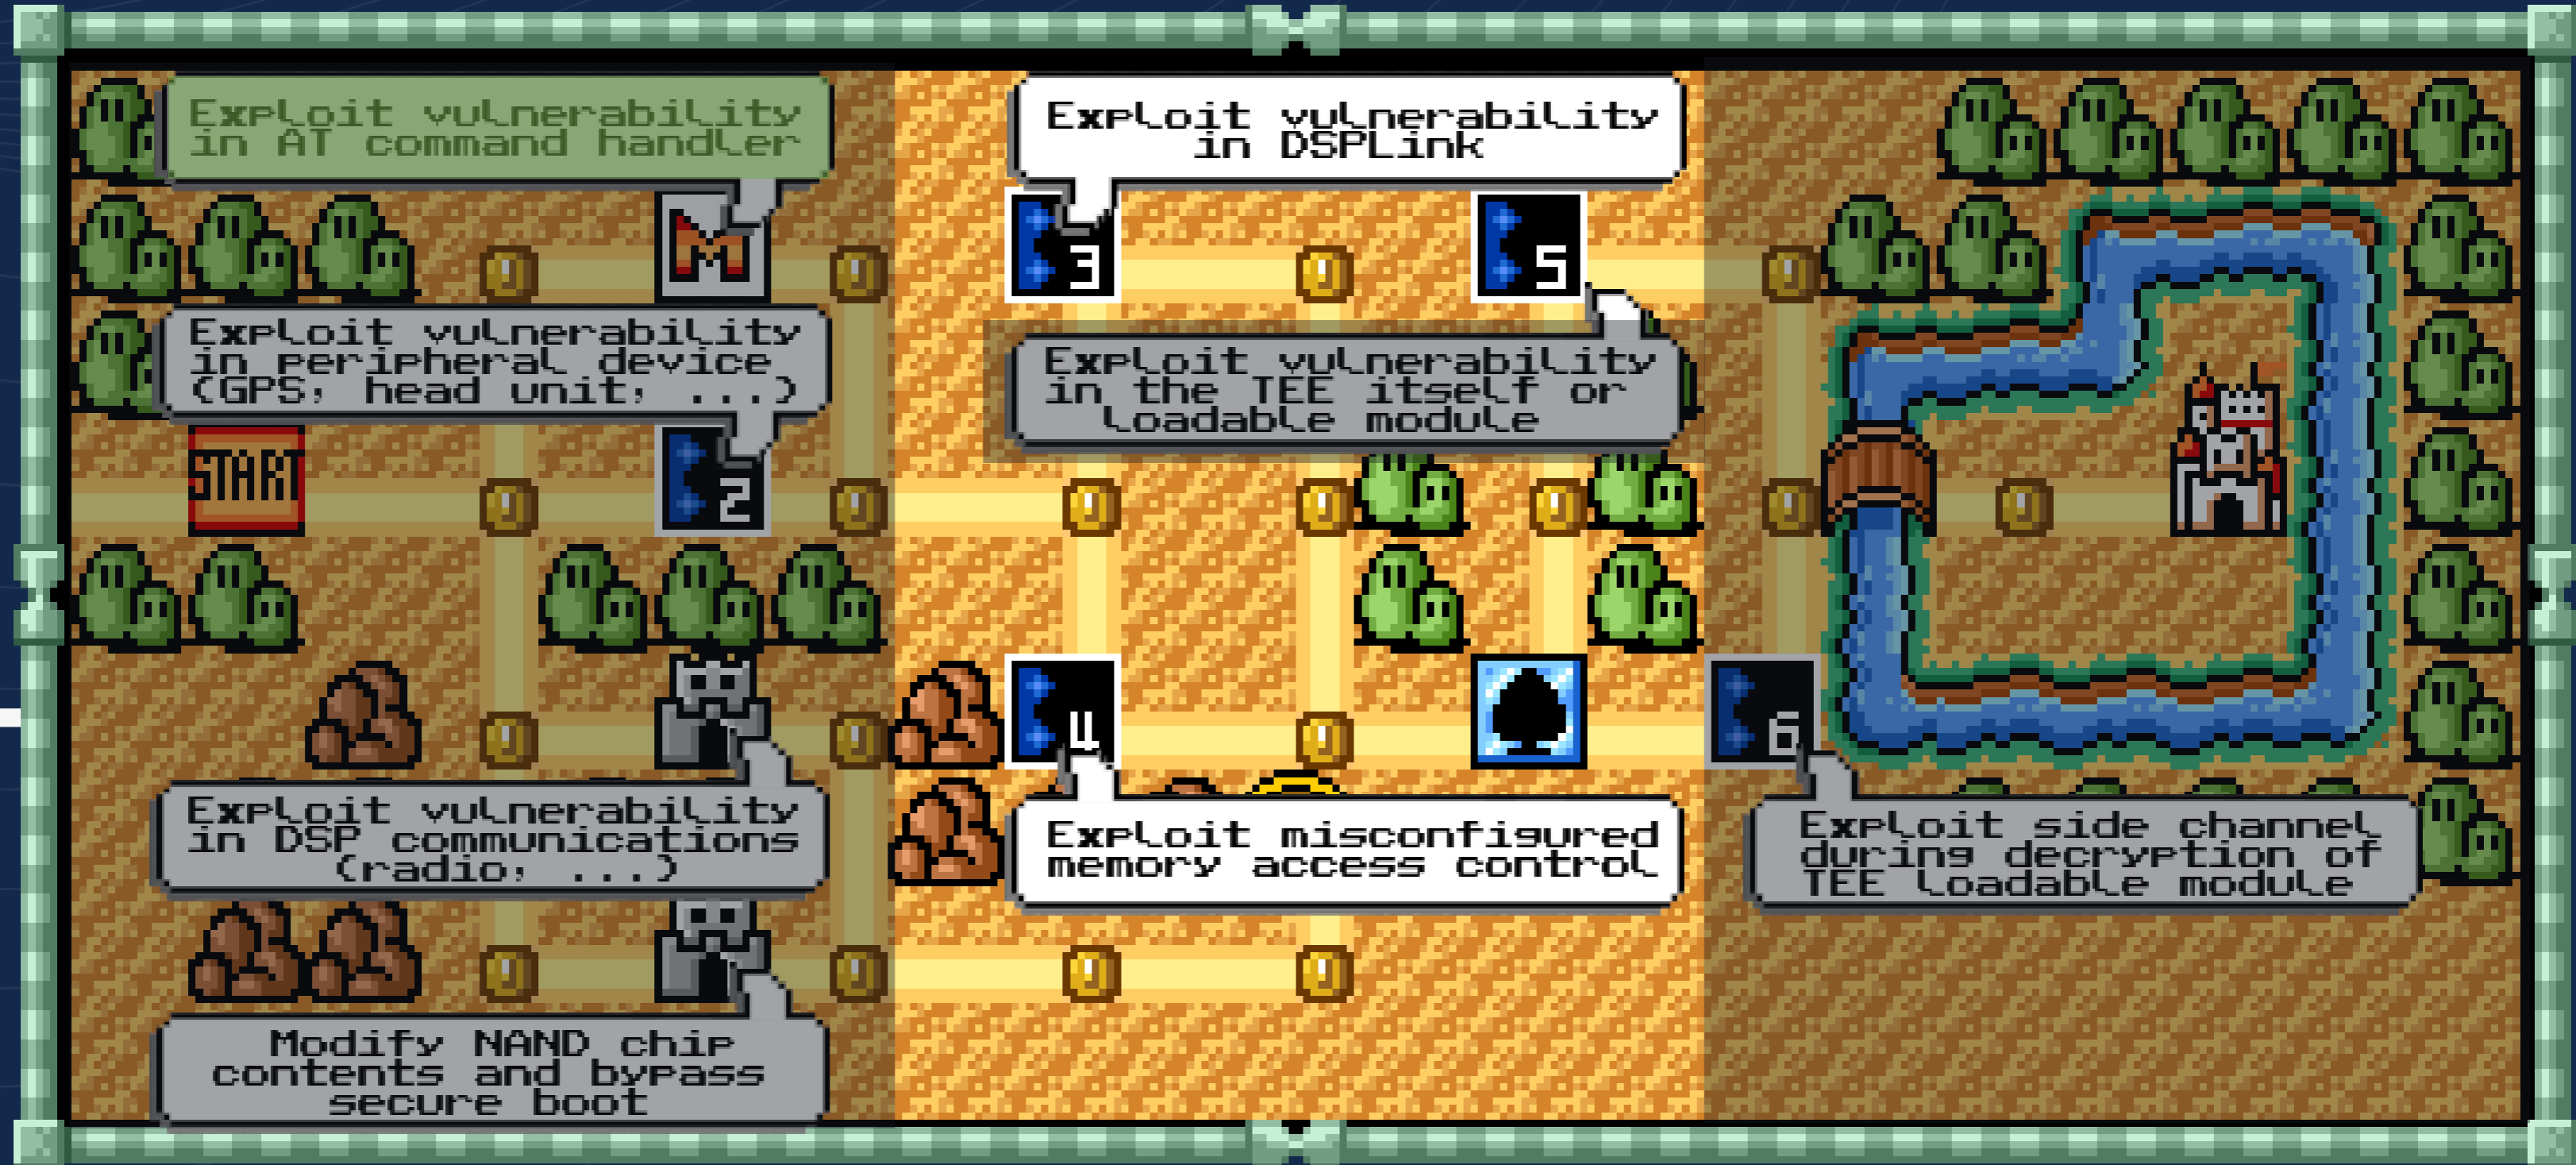 Exploit vulnerability
in AT command handler
Exploit vulnerability
in DSPLink
M
3
5
Exploit vulnerability
in peripheral device
(GPS, head unit, ...)
Exploit vulnerability
in the TEE itself or
loadable module
START
2
4
6
Exploit vulnerability
in DSP communications
(radio, ...)
Exploit misconfigured
memory access control
Exploit side channel
during decryption of
TEE loadable module
Modify NAND chip
contents and bypass
secure boot